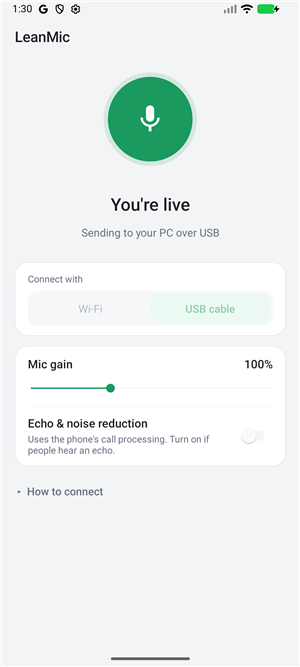 1:30
LeanMic
You're live
Sending to your PC over USB
Connect with
Wi-Fi
USB cable
Mic gain
100%
Echo & noise reduction
Uses the phone's call processing. Turn on if
people hear an echo.
How to connect